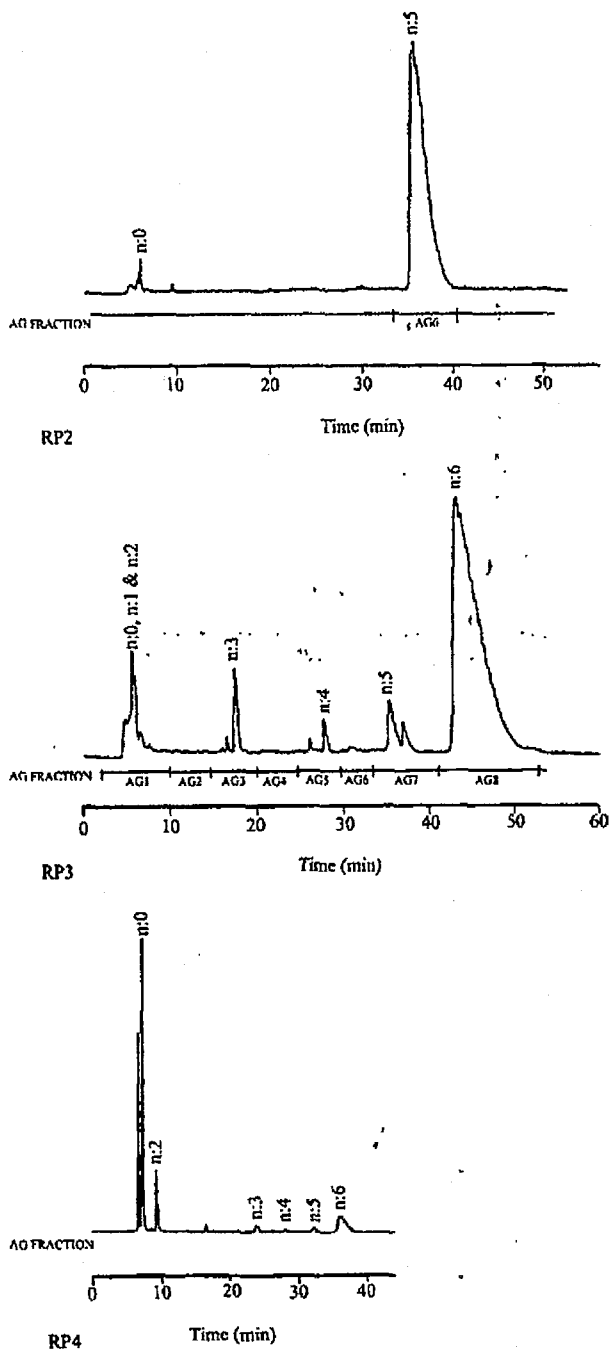 n:5
n:0
AG FRACTION
AG6
0 10 20 30 40 50
Time (min)
RP2
n:6
n:0, n:1 & n:2
n:3
n:4
n:5
AG FRACTION
AG1 AG2 AG3 AG4 AG5 AG6 AG7 AG8
0 10 20 30 40 50 60
Time (min)
RP3
n:0
n:2
n:3
n:4
n:5
n:6
AG FRACTION
0 10 20 30 40
Time (min)
RP4